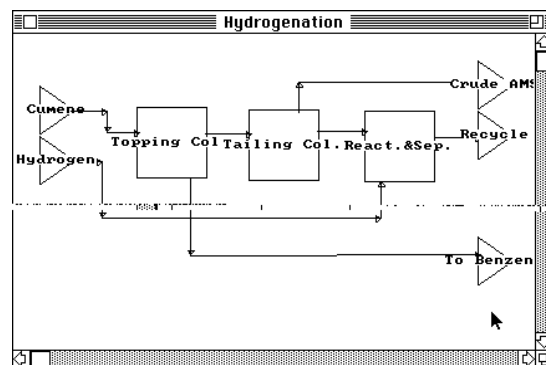 Hydrogenation
Crude AMS
Cumene
Topping Col
Tailing Col.
React.&Sep.
Recycle
Hydrogen
To Benzen